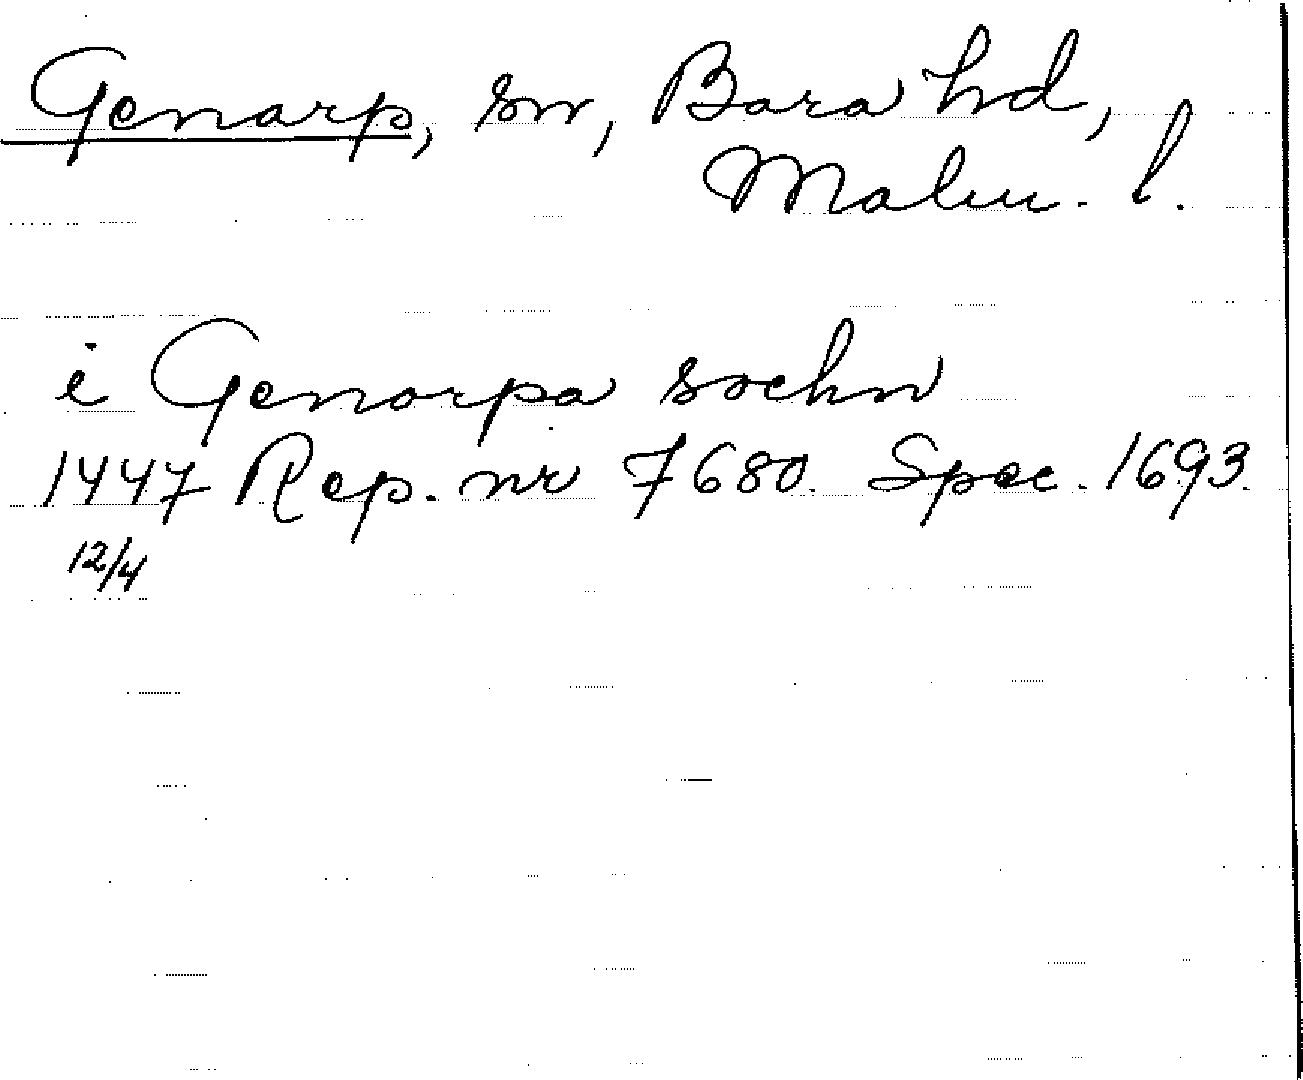 Genarp, sn, Bara hd,
Malm. l.
i Genorpa sochn
1447 Rep. nr 7680. Spec. 1693.
12/4